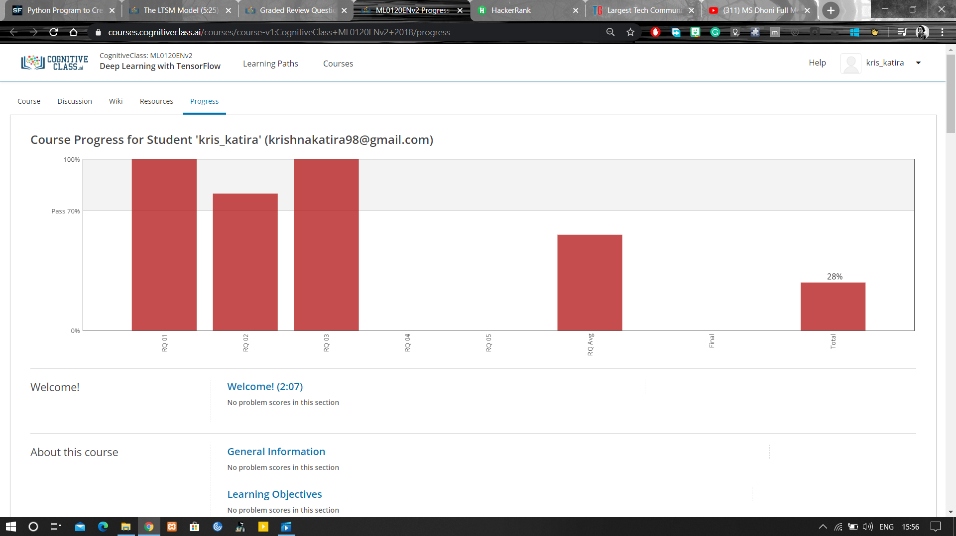 Python Program to Cre
The LTSM Model (5:25)
Graded Review Questi
ML0120ENv2 Progress
HackerRank
Largest Tech Commun
(311) MS Dhoni Full M
courses.cognitiveclass.ai/courses/course-v1:CognitiveClass+ML0120ENv2+2018/progress
COGNITIVE
CLASS.ai
CognitiveClass: ML0120ENv2
Deep Learning with TensorFlow
Learning Paths
Courses
Help
kris_katira
Course
Discussion
Wiki
Resources
Progress
Course Progress for Student 'kris_katira' (krishnakatira98@gmail.com)
100%
Pass 70%
0%
28%
RQ 01
RQ 02
RQ 03
RQ 04
RQ 05
RQ Avg
Final
Total
Welcome!
Welcome! (2:07)
No problem scores in this section
About this course
General Information
No problem scores in this section
Learning Objectives
No problem scores in this section
ENG
15:56